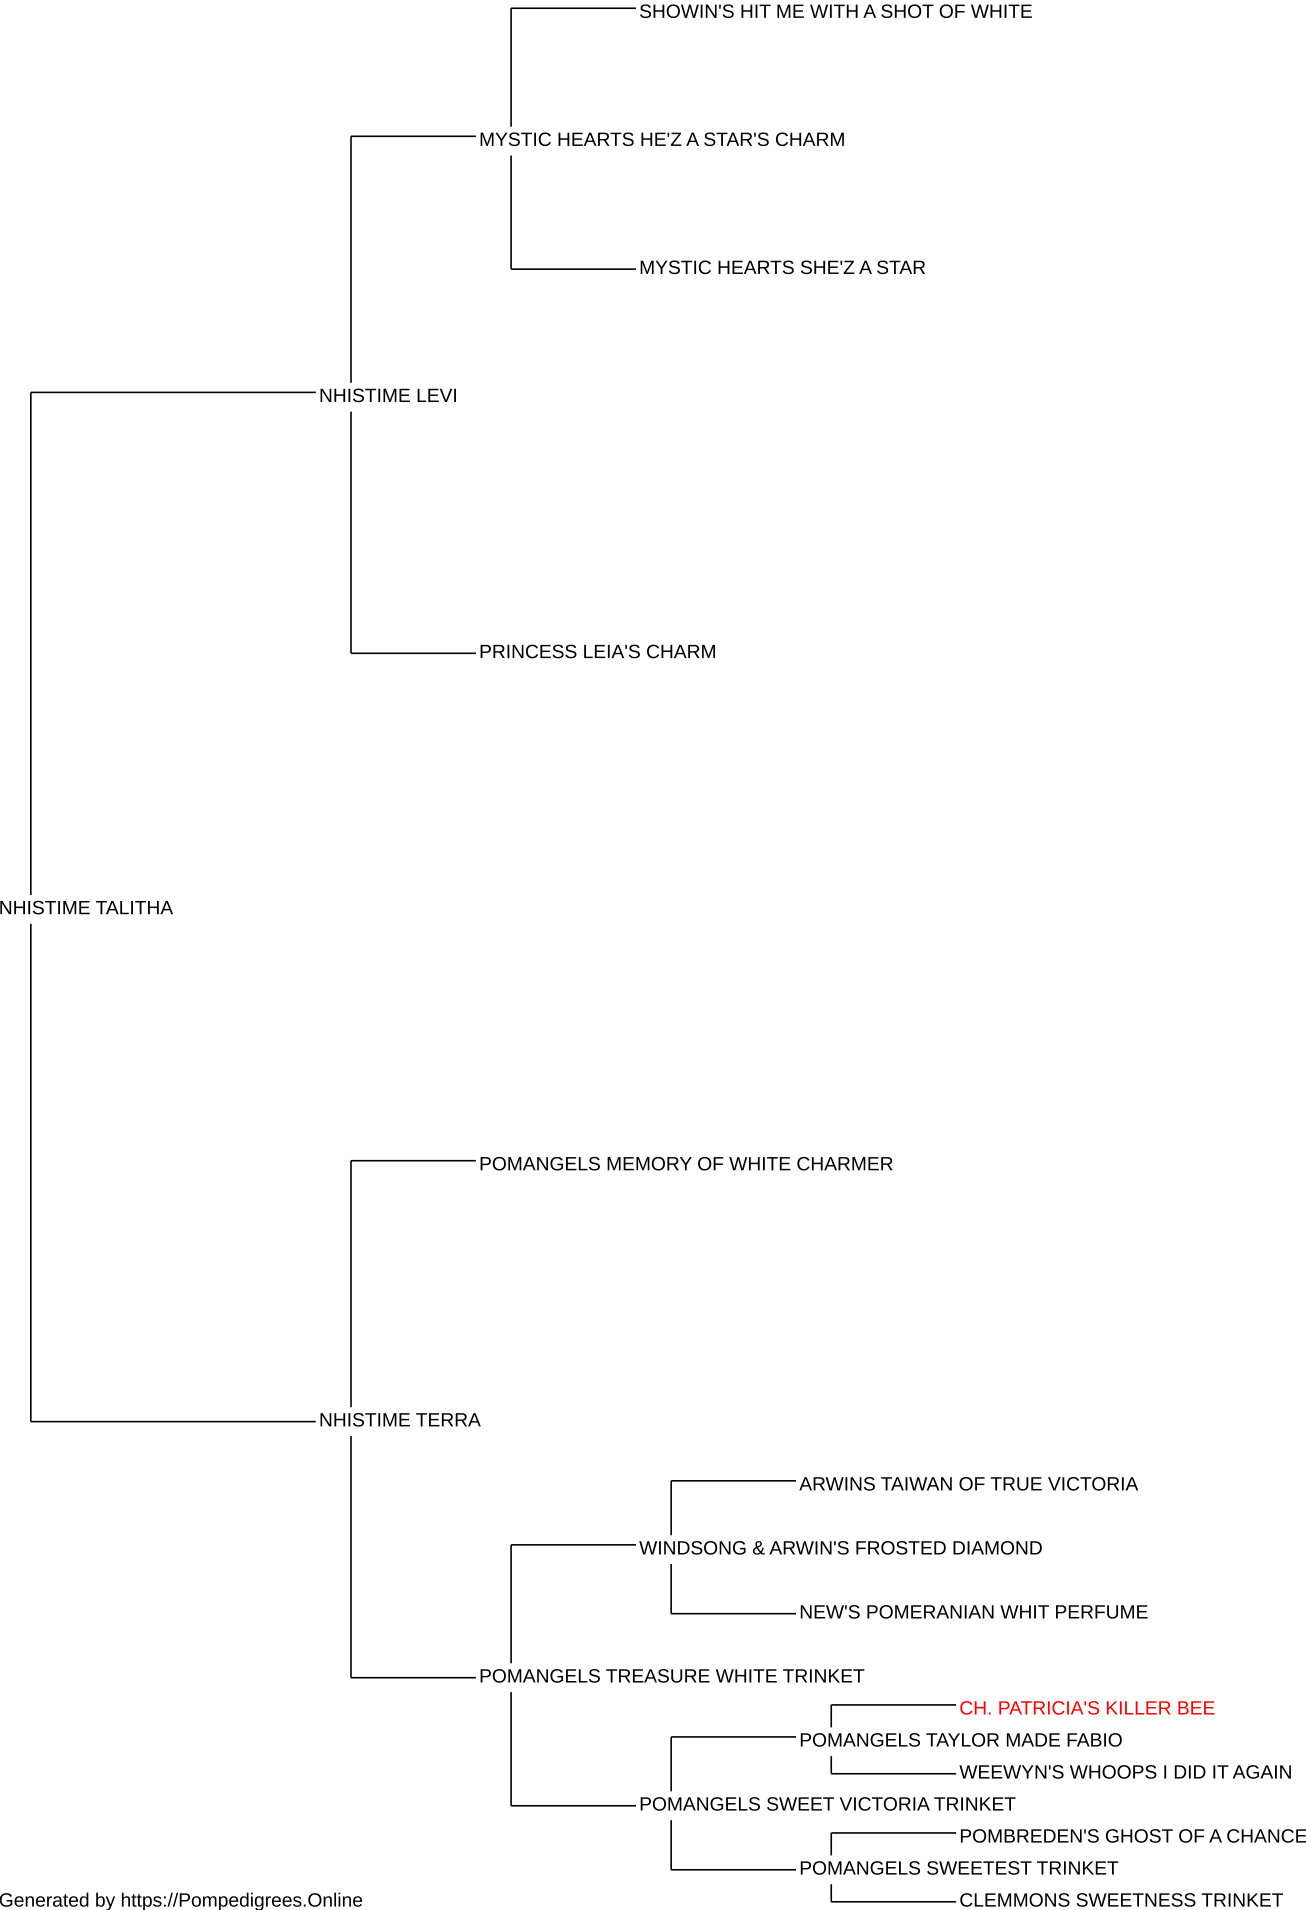 SHOWIN'S HIT ME WITH A SHOT OF WHITE
MYSTIC HEARTS HE'Z A STAR'S CHARM
MYSTIC HEARTS SHE'Z A STAR
NHISTIME LEVI
PRINCESS LEIA'S CHARM
NHISTIME TALITHA
POMANGELS MEMORY OF WHITE CHARMER
NHISTIME TERRA
ARWINS TAIWAN OF TRUE VICTORIA
WINDSONG & ARWIN'S FROSTED DIAMOND
NEW'S POMERANIAN WHIT PERFUME
POMANGELS TREASURE WHITE TRINKET
CH. PATRICIA'S KILLER BEE
POMANGELS TAYLOR MADE FABIO
WEEWYN'S WHOOPS I DID IT AGAIN
POMANGELS SWEET VICTORIA TRINKET
POMBREDEN'S GHOST OF A CHANCE
POMANGELS SWEETEST TRINKET
CLEMMONS SWEETNESS TRINKET
Generated by https://Pompedigrees.Online